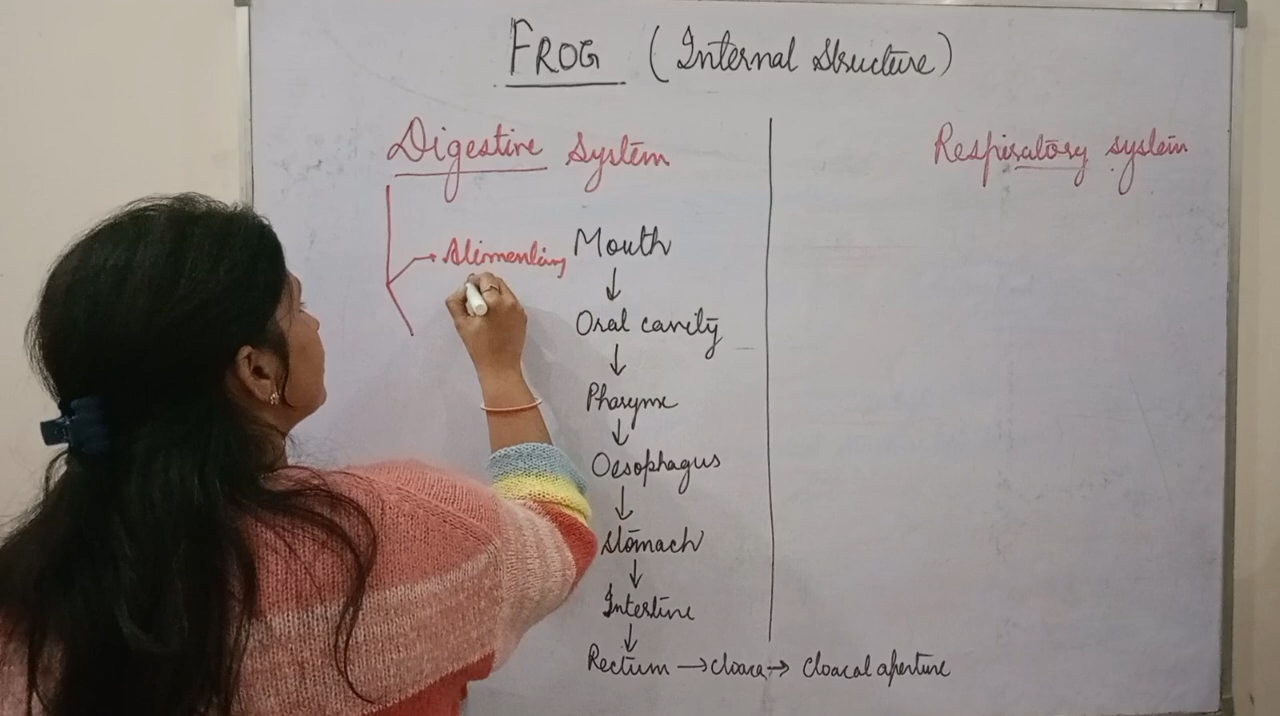 FROG (Internal Structure)
Digestive System
Respiratory system
Alimentary
Mouth
↓
Oral cavity
↓
Pharynx
↓
Oesophagus
↓
Stomach
↓
Intestine
↓
Rectum → cloaca → Cloacal aperture